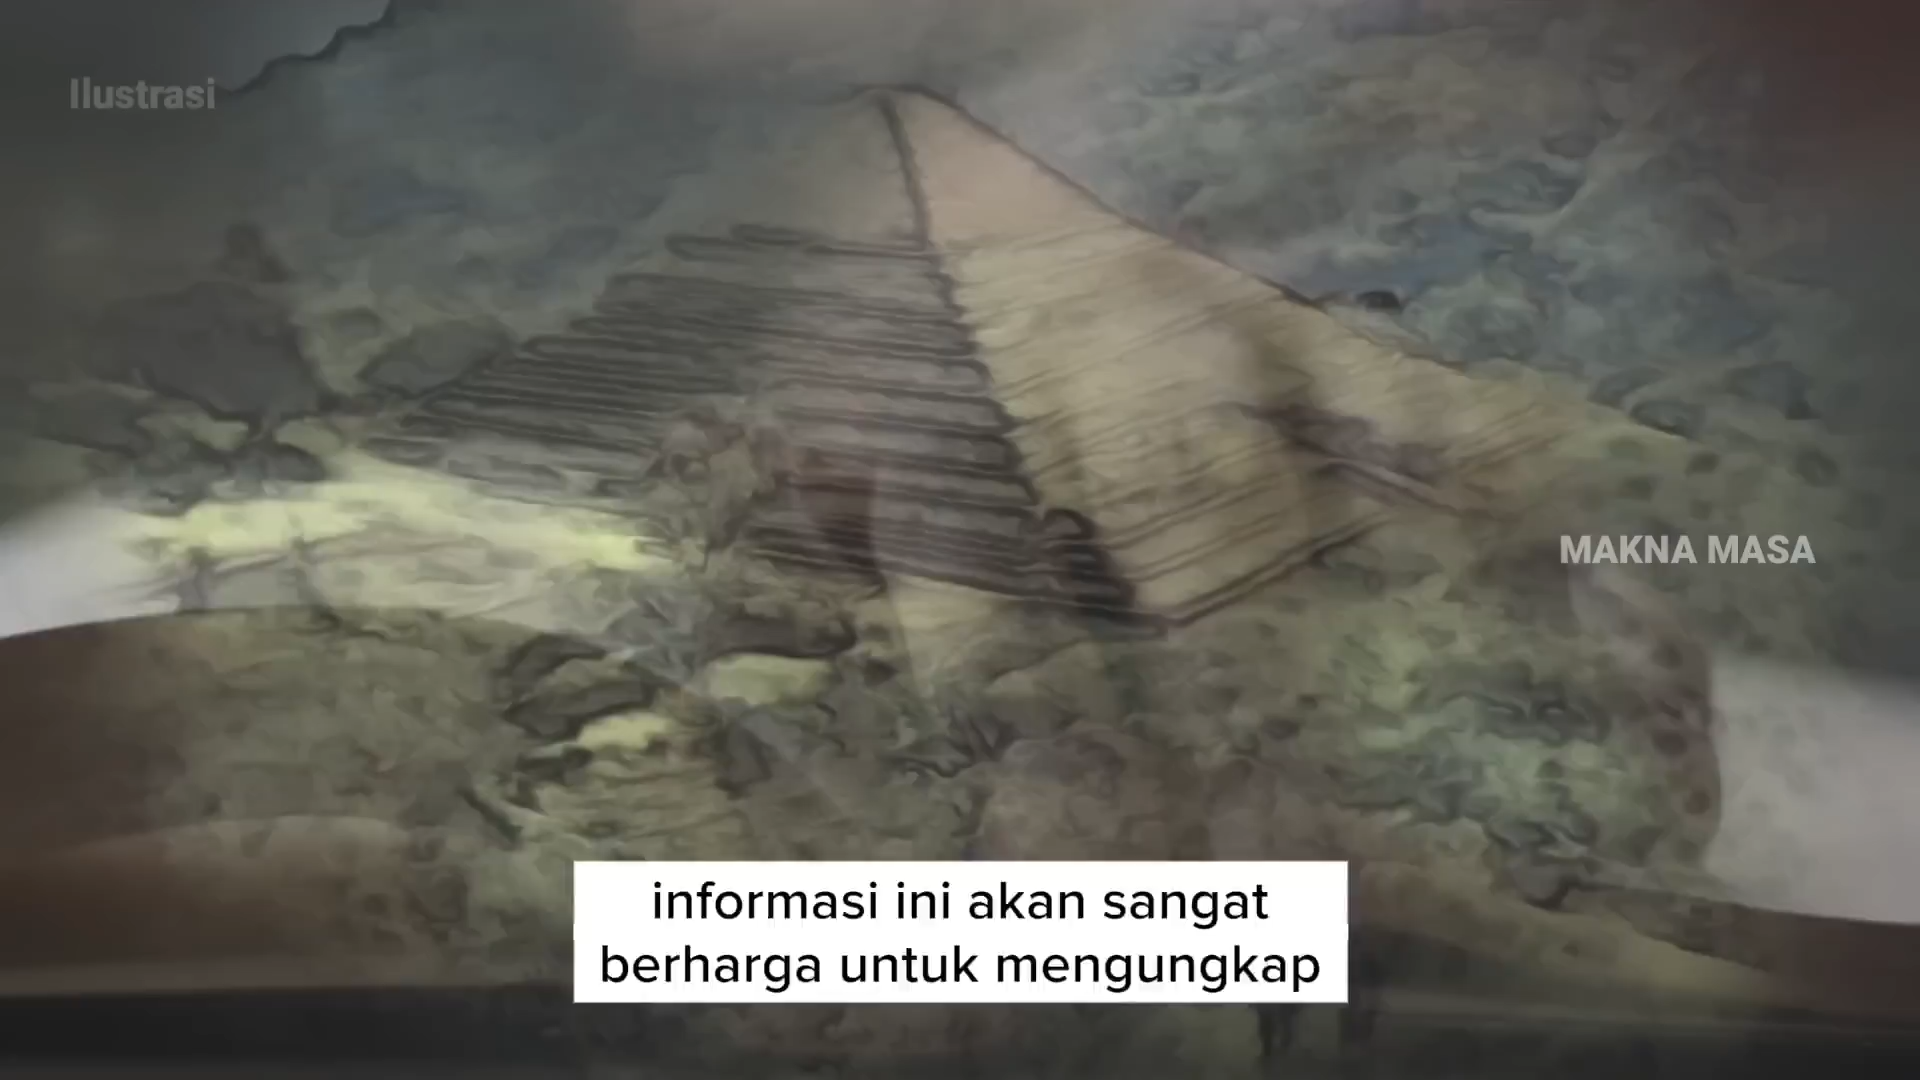 Ilustrasi
MAKNA MASA
informasi ini akan sangat
berharga untuk mengungkap